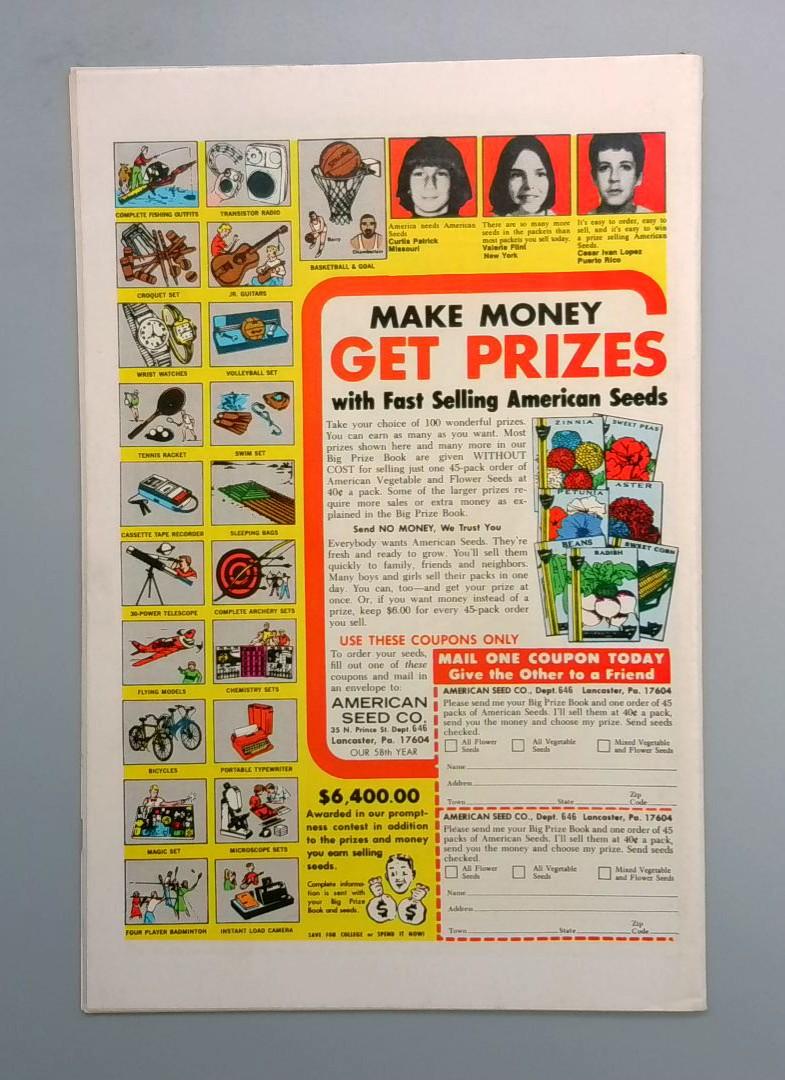 COMPLETE FISHING OUTFITS
TRANSISTOR RADIO
SPALDING
Barry
Chamberlain
BASKETBALL & GOAL
CROQUET SET
JR. GUITARS
WRIST WATCHES
VOLLEYBALL SET
TENNIS RACKET
SWIM SET
CASSETTE TAPE RECORDER
SLEEPING BAGS
30-POWER TELESCOPE
COMPLETE ARCHERY SETS
FLYING MODELS
CHEMISTRY SETS
BICYCLES
PORTABLE TYPEWRITER
MAGIC SET
MICROSCOPE SETS
FOUR PLAYER BADMINTON
INSTANT LOAD CAMERA
America needs American
Seeds
Curtis Patrick
Missouri
There are so many more
seeds in the packets than
most packets you sell today.
Valerie Flint
New York
It's easy to order, easy to
sell, and it's easy to win
a prize selling American
Seeds.
Cesar Ivan Lopez
Puerto Rico
MAKE MONEY
GET PRIZES
with Fast Selling American Seeds
Take your choice of 100 wonderful prizes.
You can earn as many as you want. Most
prizes shown here and many more in our
Big Prize Book are given WITHOUT
COST for selling just one 45-pack order of
American Vegetable and Flower Seeds at
40¢ a pack. Some of the larger prizes re-
quire more sales or extra money as ex-
plained in the Big Prize Book.
Send NO MONEY, We Trust You
Everybody wants American Seeds. They're
fresh and ready to grow. You'll sell them
quickly to family, friends and neighbors.
Many boys and girls sell their packs in one
day. You can, too—and get your prize at
once. Or, if you want money instead of a
prize, keep $6.00 for every 45-pack order
you sell.
ZINNIA
SWEET PEAS
PETUNIA
ASTER
BEANS
RADISH
SWEET CORN
USE THESE COUPONS ONLY
To order your seeds,
fill out one of these
coupons and mail in
an envelope to:
AMERICAN
SEED CO.
35 N. Prince St. Dept. 646
Lancaster, Pa. 17604
OUR 58th YEAR
$6,400.00
Awarded in our prompt-
ness contest in addition
to the prizes and money
you earn selling
seeds.
Complete informa-
tion is sent with
your Big Prize
Book and seeds.
$ $
SAVE FOR COLLEGE or SPEND IT NOW!
MAIL ONE COUPON TODAY
Give the Other to a Friend
AMERICAN SEED CO., Dept. 646 Lancaster, Pa. 17604
Please send me your Big Prize Book and one order of 45
packs of American Seeds. I'll sell them at 40¢ a pack,
send you the money and choose my prize. Send seeds
checked.
All Flower
Seeds
All Vegetable
Seeds
Mixed Vegetable
and Flower Seeds
Name
Address
Town State Zip Code
AMERICAN SEED CO., Dept. 646 Lancaster, Pa. 17604
Please send me your Big Prize Book and one order of 45
packs of American Seeds. I'll sell them at 40¢ a pack,
send you the money and choose my prize. Send seeds
checked.
All Flower
Seeds
All Vegetable
Seeds
Mixed Vegetable
and Flower Seeds
Name
Address
Town State Zip Code